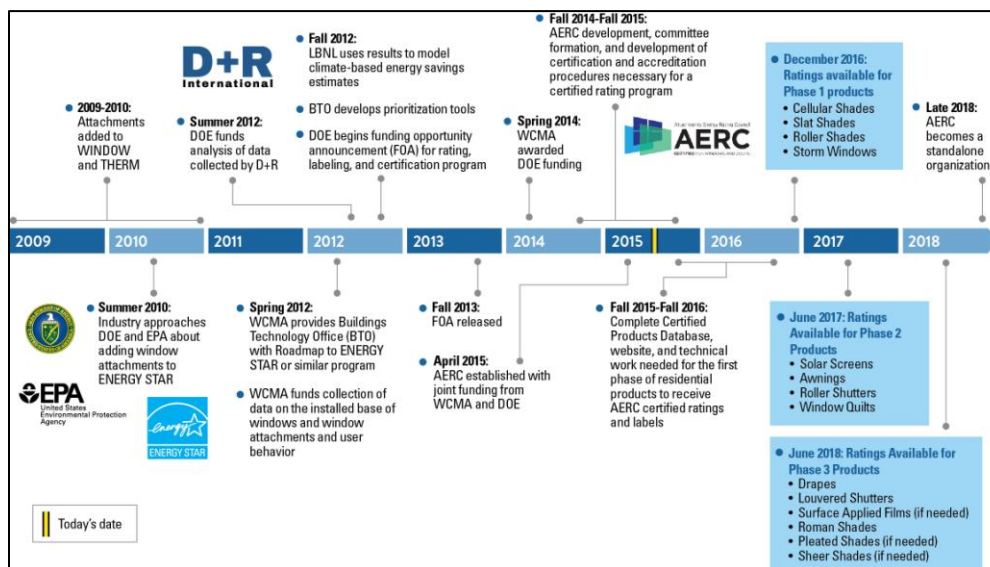 D+R
International
2009-2010:
Attachments
added to
WINDOW
and THERM
Summer 2012:
DOE funds
analysis of data
collected by D+R
Fall 2012:
LBNL uses results to model
climate-based energy savings
estimates
BTO develops prioritization tools
DOE begins funding opportunity
announcement (FOA) for rating,
labeling, and certification program
Spring 2014:
WCMA
awarded
DOE funding
Fall 2014-Fall 2015:
AERC development, committee
formation, and development of
certification and accreditation
procedures necessary for a
certified rating program
AERC
December 2016:
Ratings available for
Phase 1 products
• Cellular Shades
• Slat Shades
• Roller Shades
• Storm Windows
Late 2018:
AERC
becomes a
standalone
organization
2009
2010
2011
2012
2013
2014
2015
2016
2017
2018
Summer 2010:
Industry approaches
DOE and EPA about
adding window
attachments to
ENERGY STAR
EPA
United States
Environmental Protection
Agency
energy
ENERGY STAR
Spring 2012:
WCMA provides Buildings
Technology Office (BTO)
with Roadmap to ENERGY
STAR or similar program
WCMA funds collection of
data on the installed base of
windows and window
attachments and user
behavior
Fall 2013:
FOA released
April 2015:
AERC established with
joint funding from
WCMA and DOE
Fall 2015-Fall 2016:
Complete Certified
Products Database,
website, and technical
work needed for the first
phase of residential
products to receive
AERC certified ratings
and labels
June 2017: Ratings
Available for Phase 2
Products
• Solar Screens
• Awnings
• Roller Shutters
• Window Quilts
June 2018: Ratings Available for
Phase 3 Products
• Drapes
• Louvered Shutters
• Surface Applied Films (if needed)
• Roman Shades
• Pleated Shades (if needed)
• Sheer Shades (if needed)
Today's date